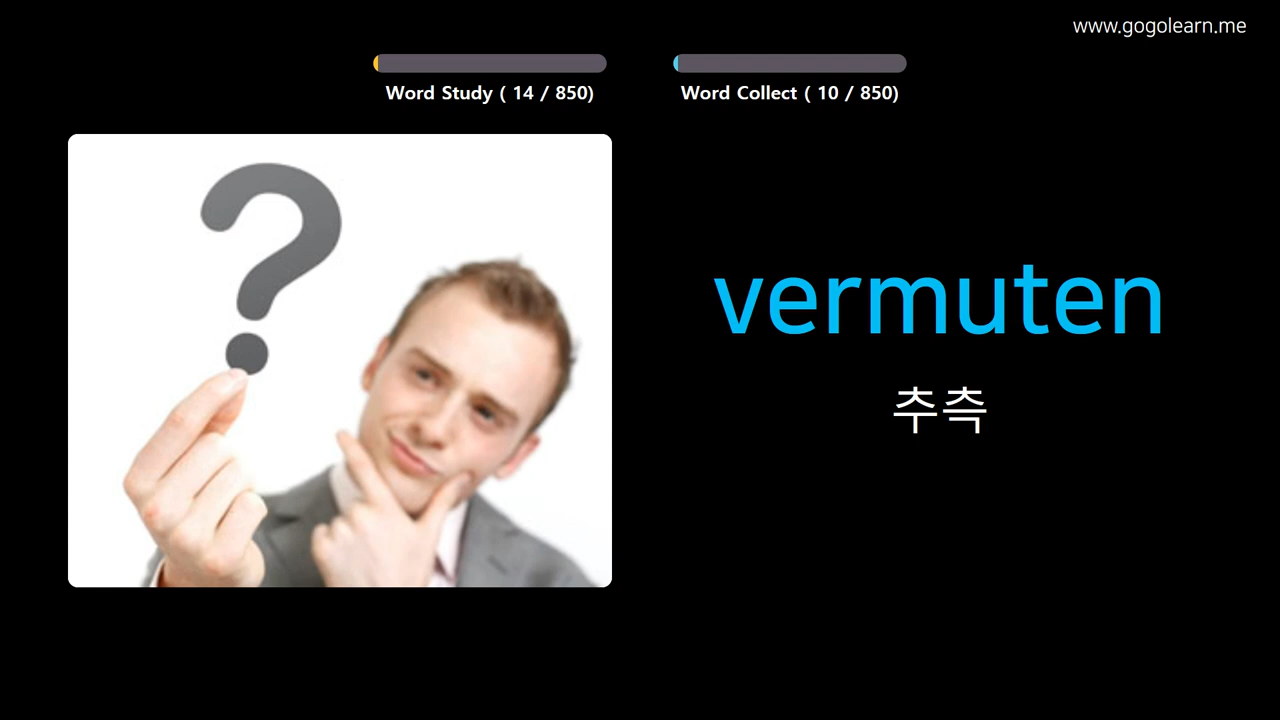 www.gogolearn.me
Word Study ( 14 / 850)
Word Collect ( 10 / 850)
?
vermuten
추측